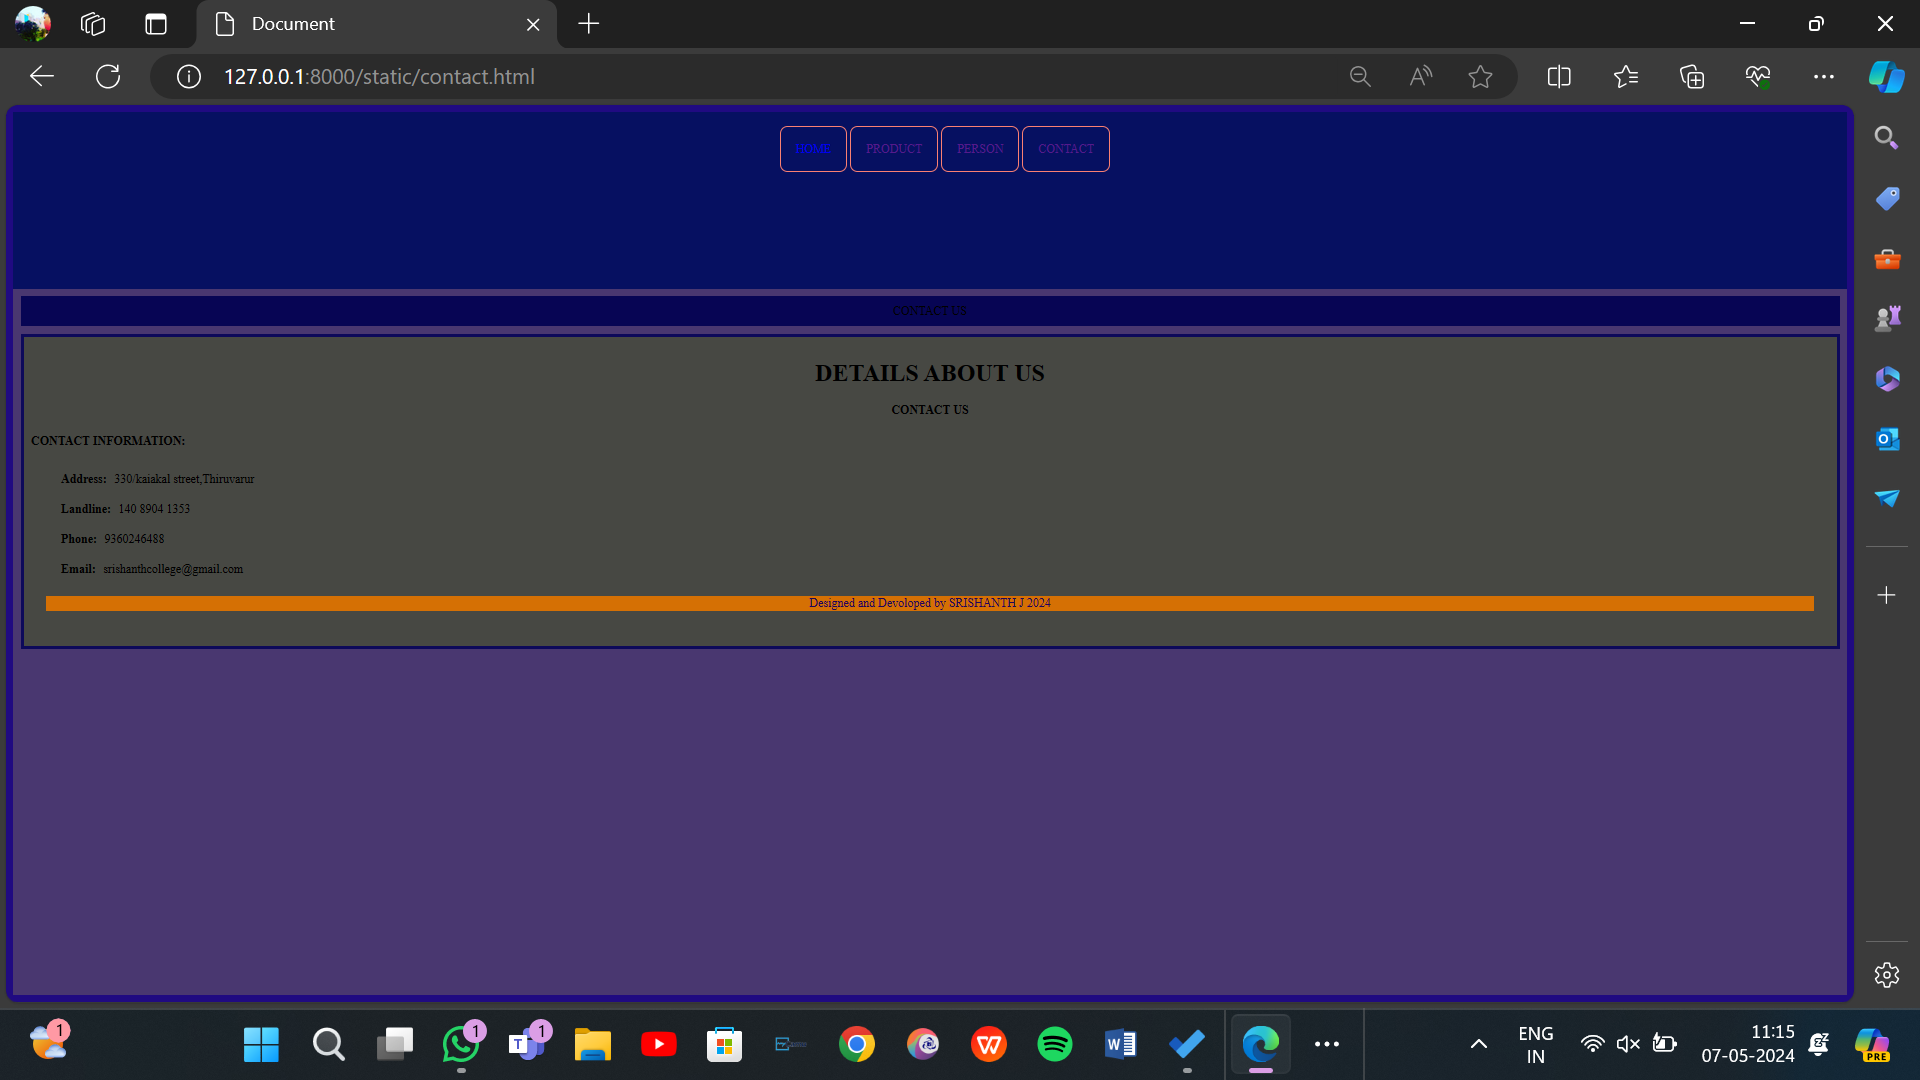 Document
127.0.0.1:8000/static/contact.html
HOME PRODUCT PERSON CONTACT
CONTACT US
DETAILS ABOUT US
CONTACT US
CONTACT INFORMATION:
Address: 330/kaiakal street,Thiruvarur
Landline: 140 8904 1353
Phone: 9360246488
Email: srishanthcollege@gmail.com
Designed and Devoloped by SRISHANTH J 2024
1
1
1
ENG
IN
11:15
07-05-2024
PRE